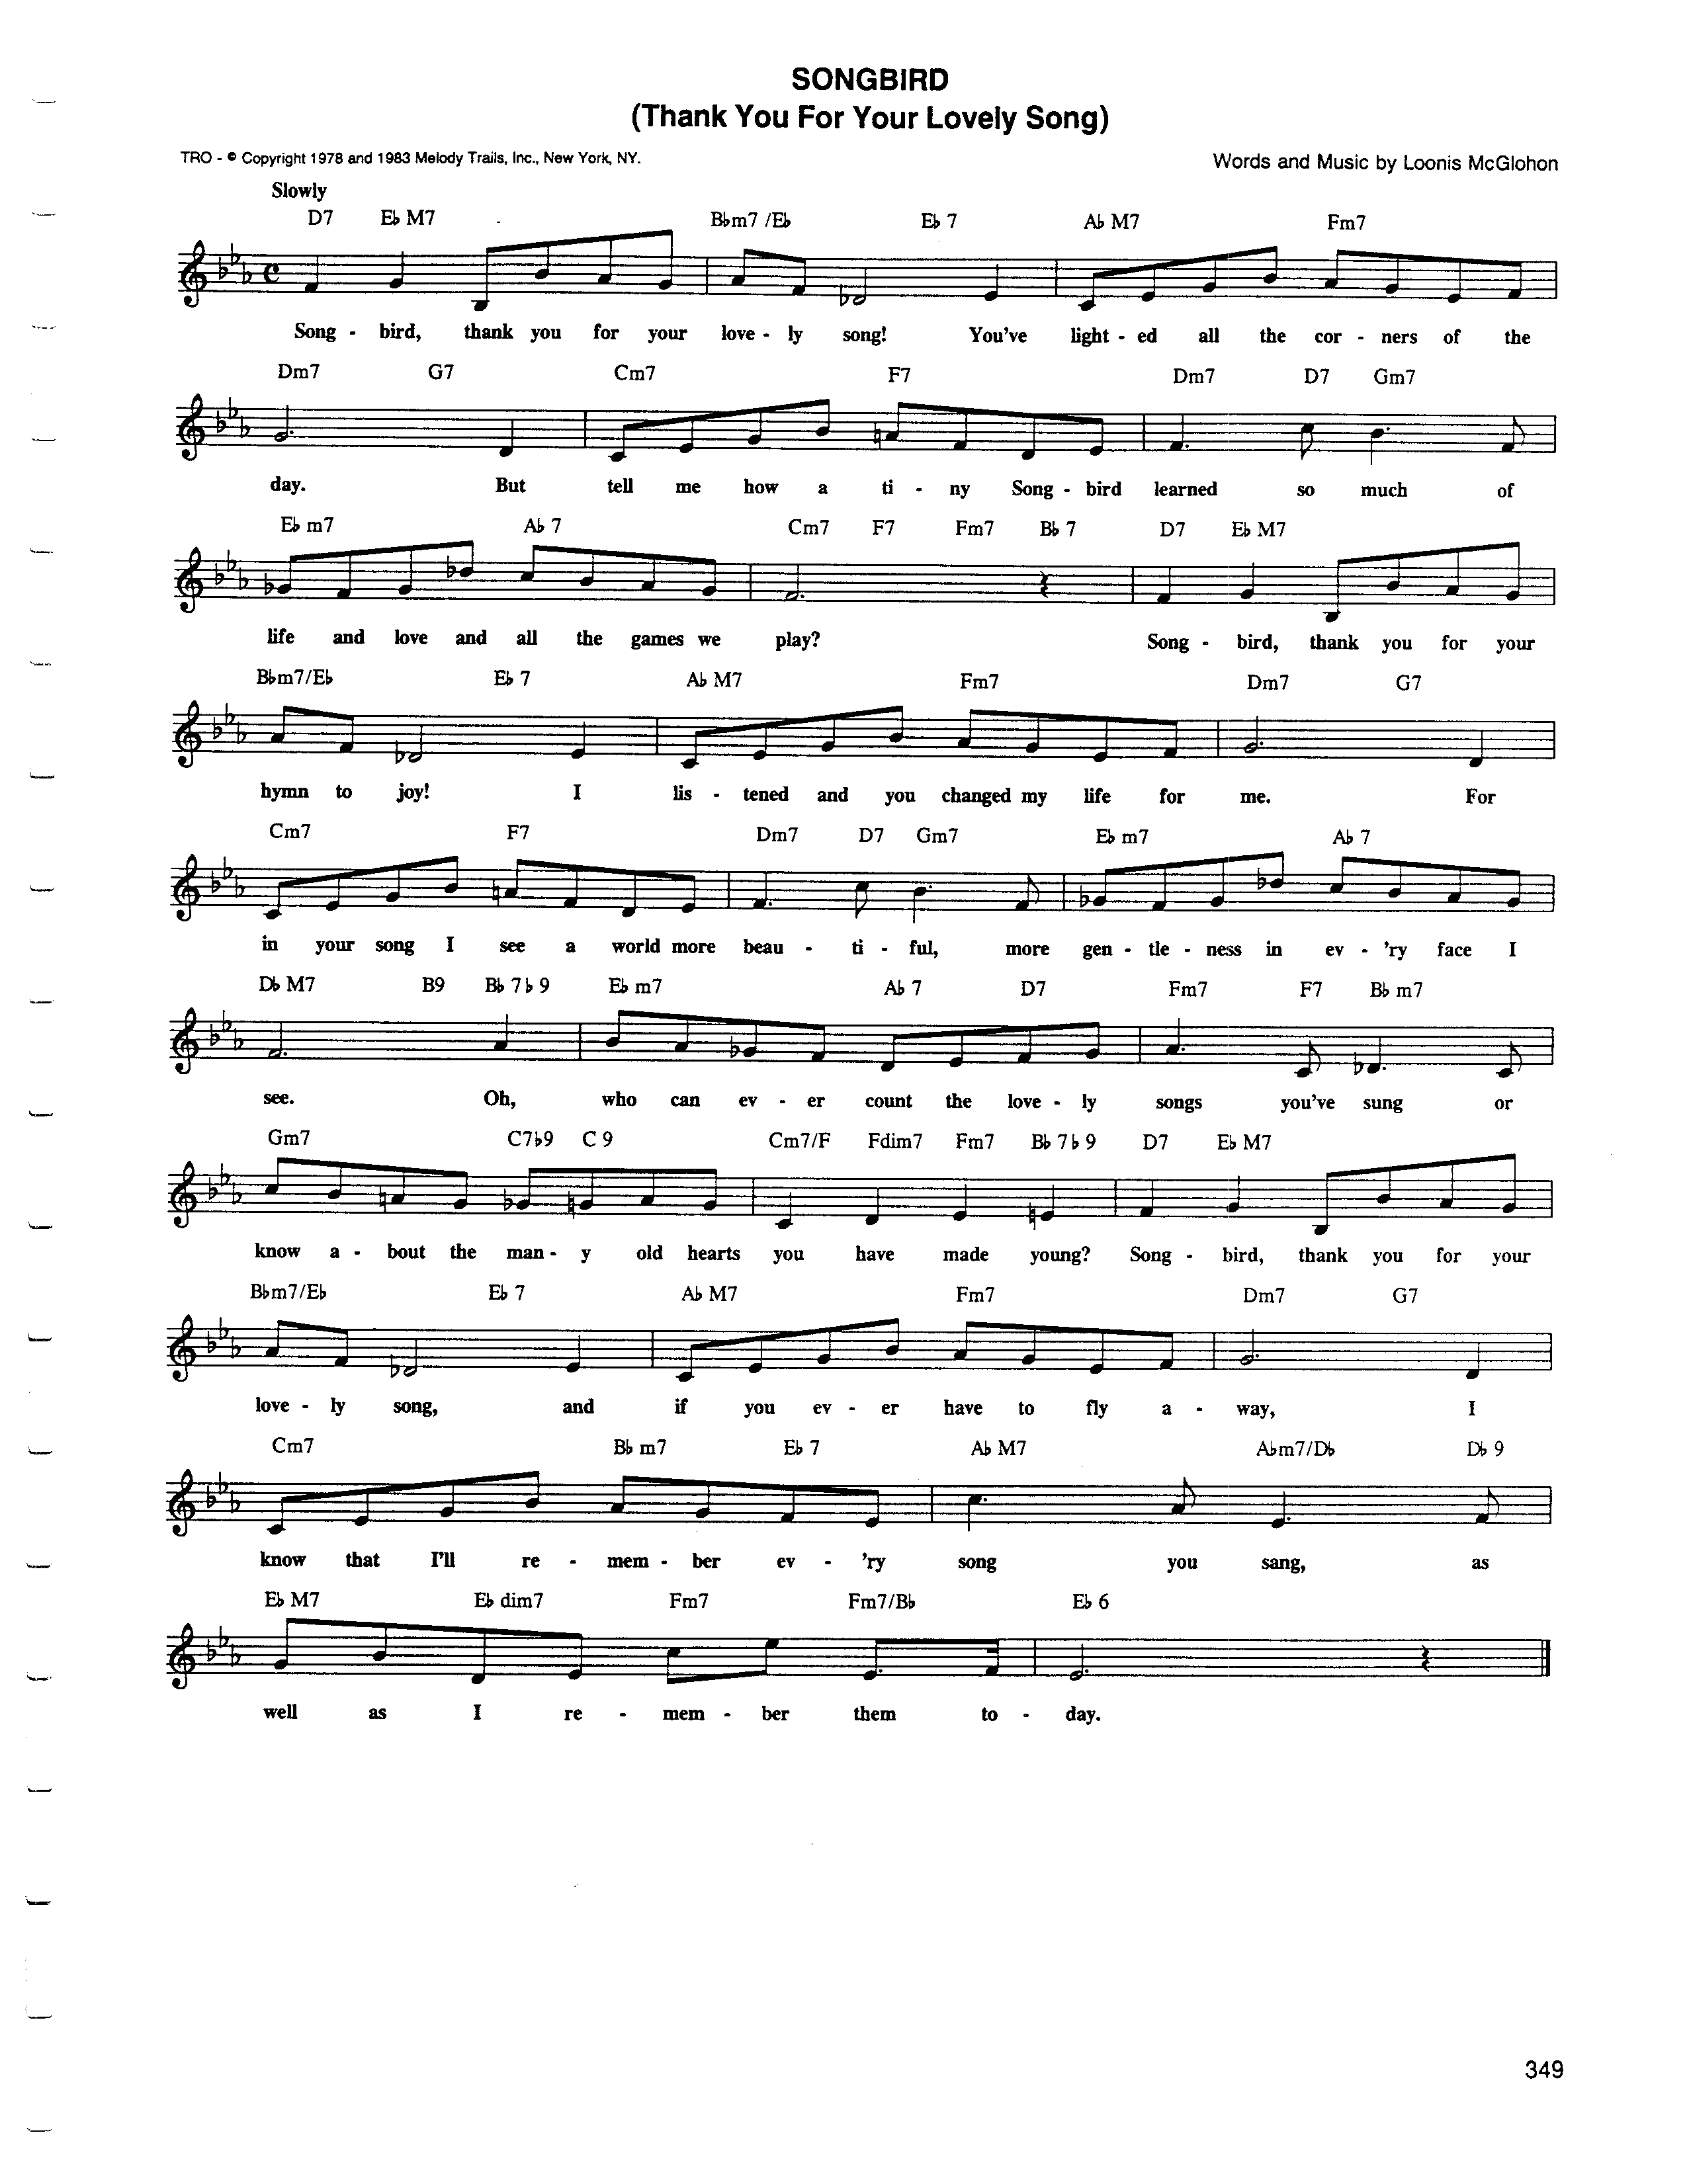 SONGBIRD
(Thank You For Your Lovely Song)
TRO - © Copyright 1978 and 1983 Melody Trails, Inc., New York, NY.
Words and Music by Loonis McGlohon
Slowly
D7 E♭ M7 B♭m7 /E♭ E♭ 7 A♭ M7 Fm7
Song - bird, thank you for your love - ly song! You've light - ed all the cor - ners of the
Dm7 G7 Cm7 F7 Dm7 D7 Gm7
day. But tell me how a ti - ny Song - bird learned so much of
E♭ m7 A♭ 7 Cm7 F7 Fm7 B♭ 7 D7 E♭ M7
life and love and all the games we play? Song - bird, thank you for your
B♭m7/E♭ E♭ 7 A♭ M7 Fm7 Dm7 G7
hymn to joy! I lis - tened and you changed my life for me. For
Cm7 F7 Dm7 D7 Gm7 E♭ m7 A♭ 7
in your song I see a world more beau - ti - ful, more gen - tle - ness in ev - 'ry face I
D♭ M7 B9 B♭ 7♭ 9 E♭ m7 A♭ 7 D7 Fm7 F7 B♭ m7
see. Oh, who can ev - er count the love - ly songs you've sung or
Gm7 C7♭9 C 9 Cm7/F Fdim7 Fm7 B♭ 7♭ 9 D7 E♭ M7
know a - bout the man - y old hearts you have made young? Song - bird, thank you for your
B♭m7/E♭ E♭ 7 A♭ M7 Fm7 Dm7 G7
love - ly song, and if you ev - er have to fly a - way, I
Cm7 B♭ m7 E♭ 7 A♭ M7 A♭m7/D♭ D♭ 9
know that I'll re - mem - ber ev - 'ry song you sang, as
E♭ M7 E♭ dim7 Fm7 Fm7/B♭ E♭ 6
well as I re - mem - ber them to - day.
349